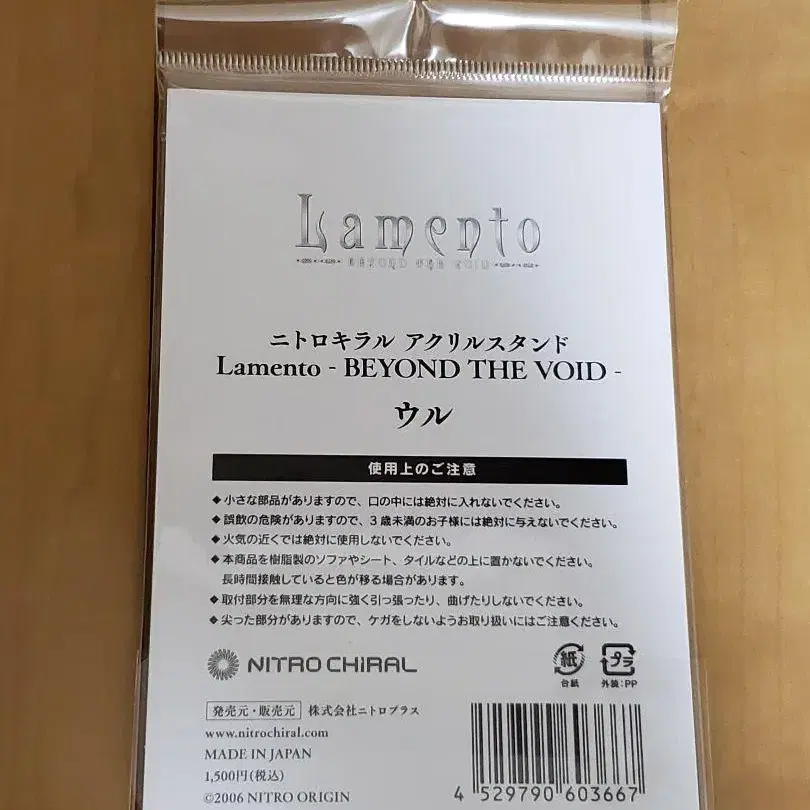 Lamento
BEYOND THE VOID
ニトロキラル アクリルスタンド
Lamento - BEYOND THE VOID -
ウル
使用上のご注意
◆小さな部品がありますので、口の中には絶対に入れないでください。
◆誤飲の危険がありますので、3歳未満のお子様には絶対に与えないでください。
◆火気の近くでは絶対に使用しないでください。
◆本商品を樹脂製のソファやシート、タイルなどの上に置かないでください。
長時間接触していると色が移る場合があります。
◆取付部分を無理な方向に強く引っ張ったり、曲げたりしないでください。
◆尖った部分がありますので、ケガをしないようお取り扱いにはご注意ください。
NITRO CHIRAL
紙 プラ
台紙 外装:PP
発売元・販売元 株式会社ニトロプラス
www.nitrochiral.com
MADE IN JAPAN
1,500円(税込)
©2006 NITRO ORIGIN
4 529790 603667